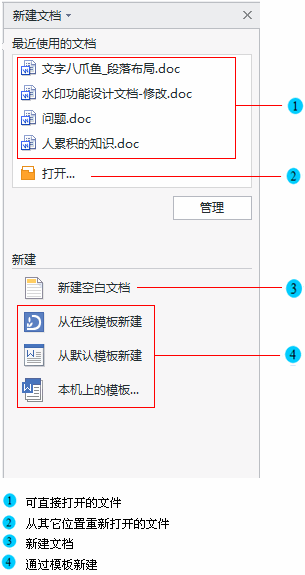 新建文档
最近使用的文档
文字八爪鱼_段落布局.doc
水印功能设计文档-修改.doc
问题.doc
人累积的知识.doc
1
打开...
2
管理
新建
新建空白文档
3
从在线模板新建
从默认模板新建
4
本机上的模板...
1 可直接打开的文件
2 从其它位置重新打开的文件
3 新建文档
4 通过模板新建